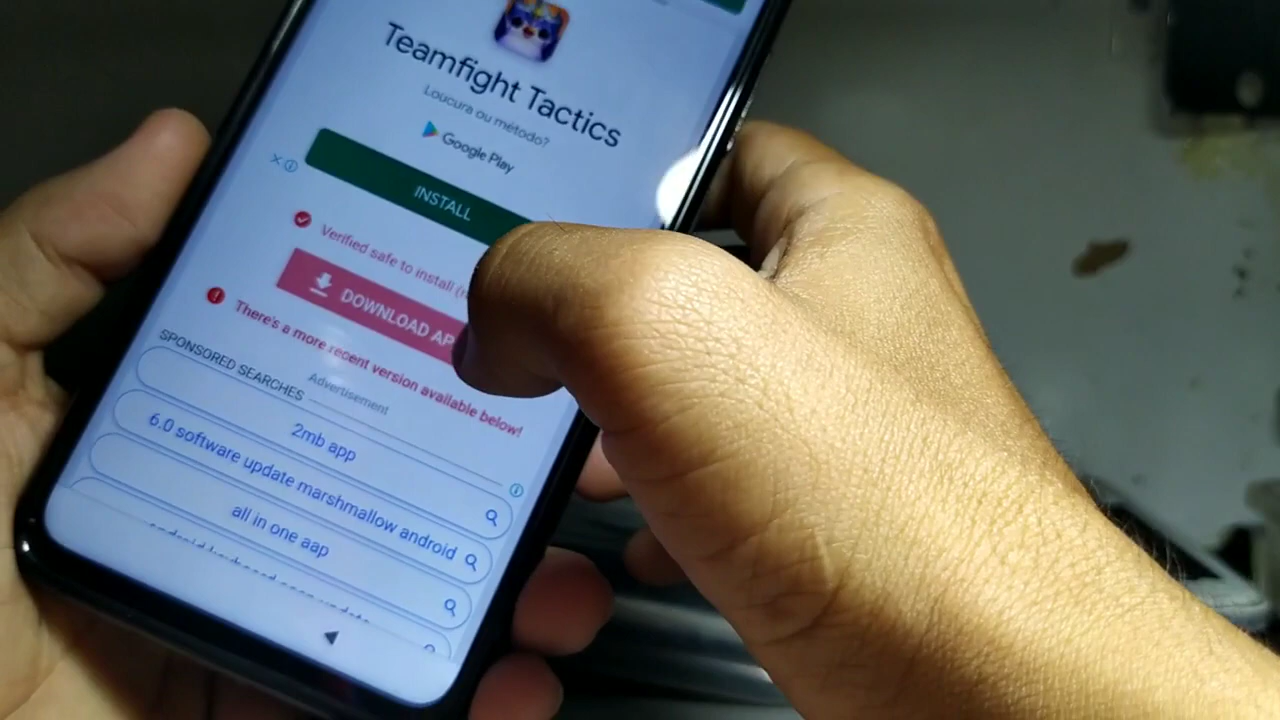 Teamfight Tactics
Loucura ou método?
Google Play
INSTALL
Verified safe to install
DOWNLOAD
There's a more recent version available below!
Advertisement
SPONSORED SEARCHES
2mb app
6.0 software update marshmallow android
all in one aap